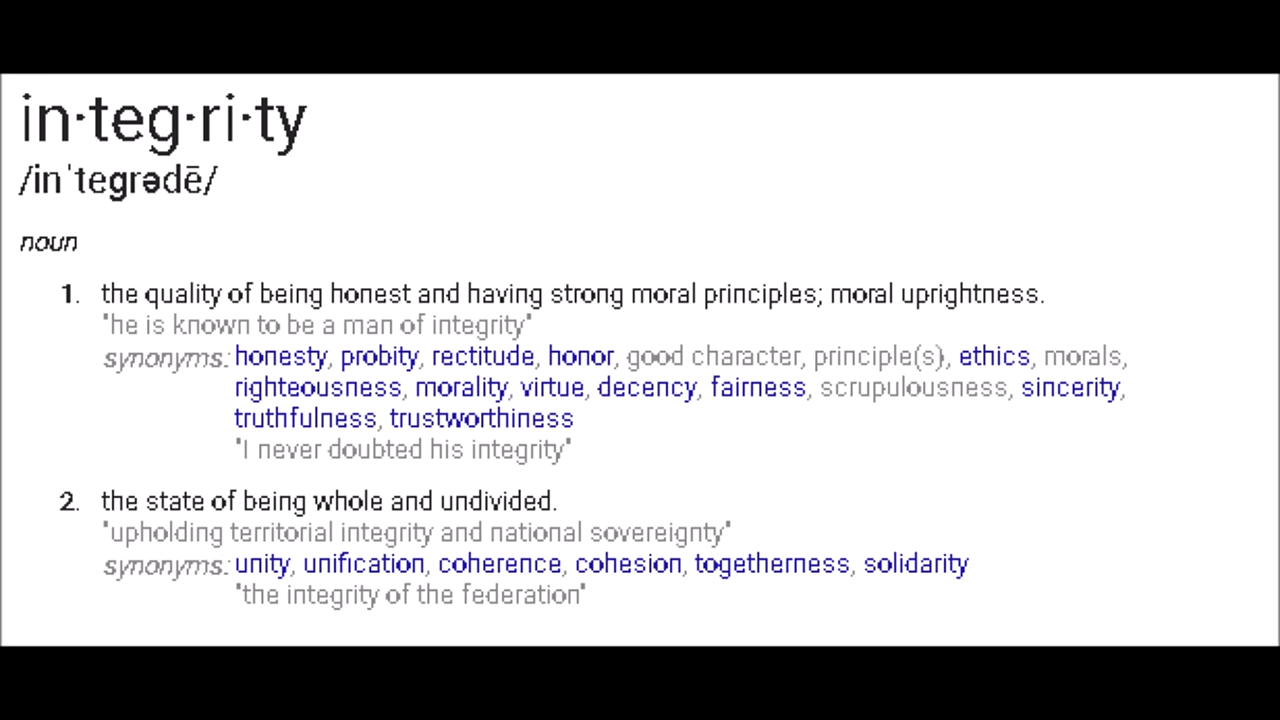 in·teg·ri·ty
/inˈtegrədē/
noun
1. the quality of being honest and having strong moral principles; moral uprightness.
"he is known to be a man of integrity"
synonyms: honesty, probity, rectitude, honor, good character, principle(s), ethics, morals,
righteousness, morality, virtue, decency, fairness, scrupulousness, sincerity,
truthfulness, trustworthiness
"I never doubted his integrity"
2. the state of being whole and undivided.
"upholding territorial integrity and national sovereignty"
synonyms: unity, unification, coherence, cohesion, togetherness, solidarity
"the integrity of the federation"